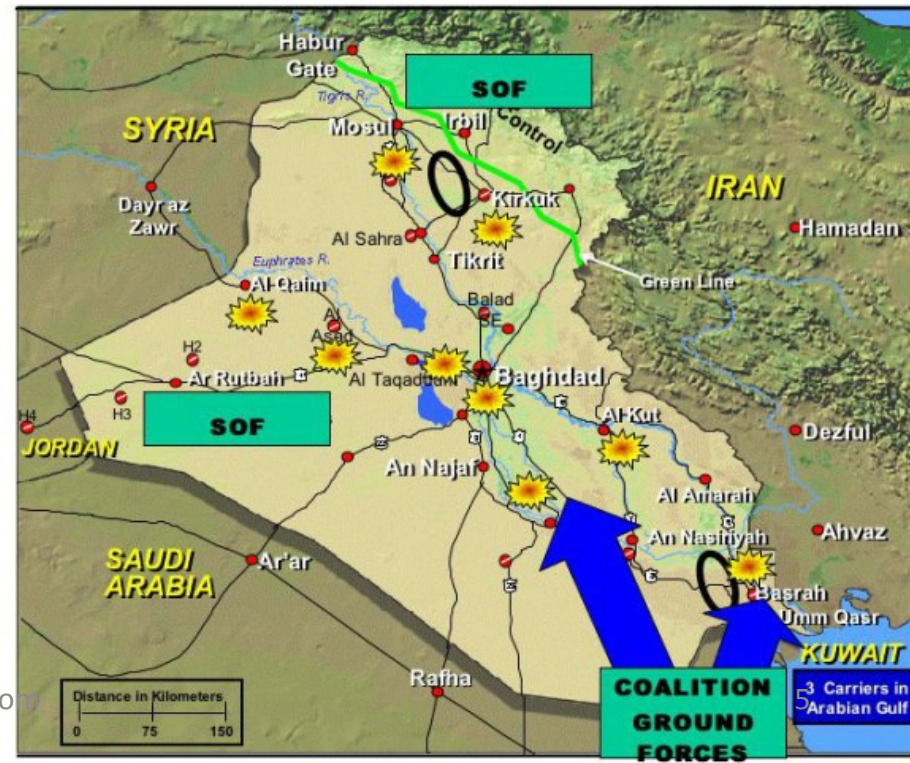 Habur
Gate
SOF
Tigris R.
Mosul
Irbil
Control
SYRIA
IRAN
Dayr az
Zawr
Kirkuk
Hamadan
Al Sahra
Euphrates R.
Tikrit
Green Line
Al Qaim
Balad
SE
Al
Asad
H2
Ar Rutbah
Al Taqaddum
Baghdad
H3
H4
SOF
Al Kut
JORDAN
Dezful
An Najaf
Al Amarah
An Nasiriyah
Ahvaz
SAUDI
ARABIA
Ar'ar
Basrah
Umm Qasr
KUWAIT
Rafha
COALITION
GROUND
FORCES
3 Carriers in
Arabian Gulf
5
Distance in Kilometers
0 75 150